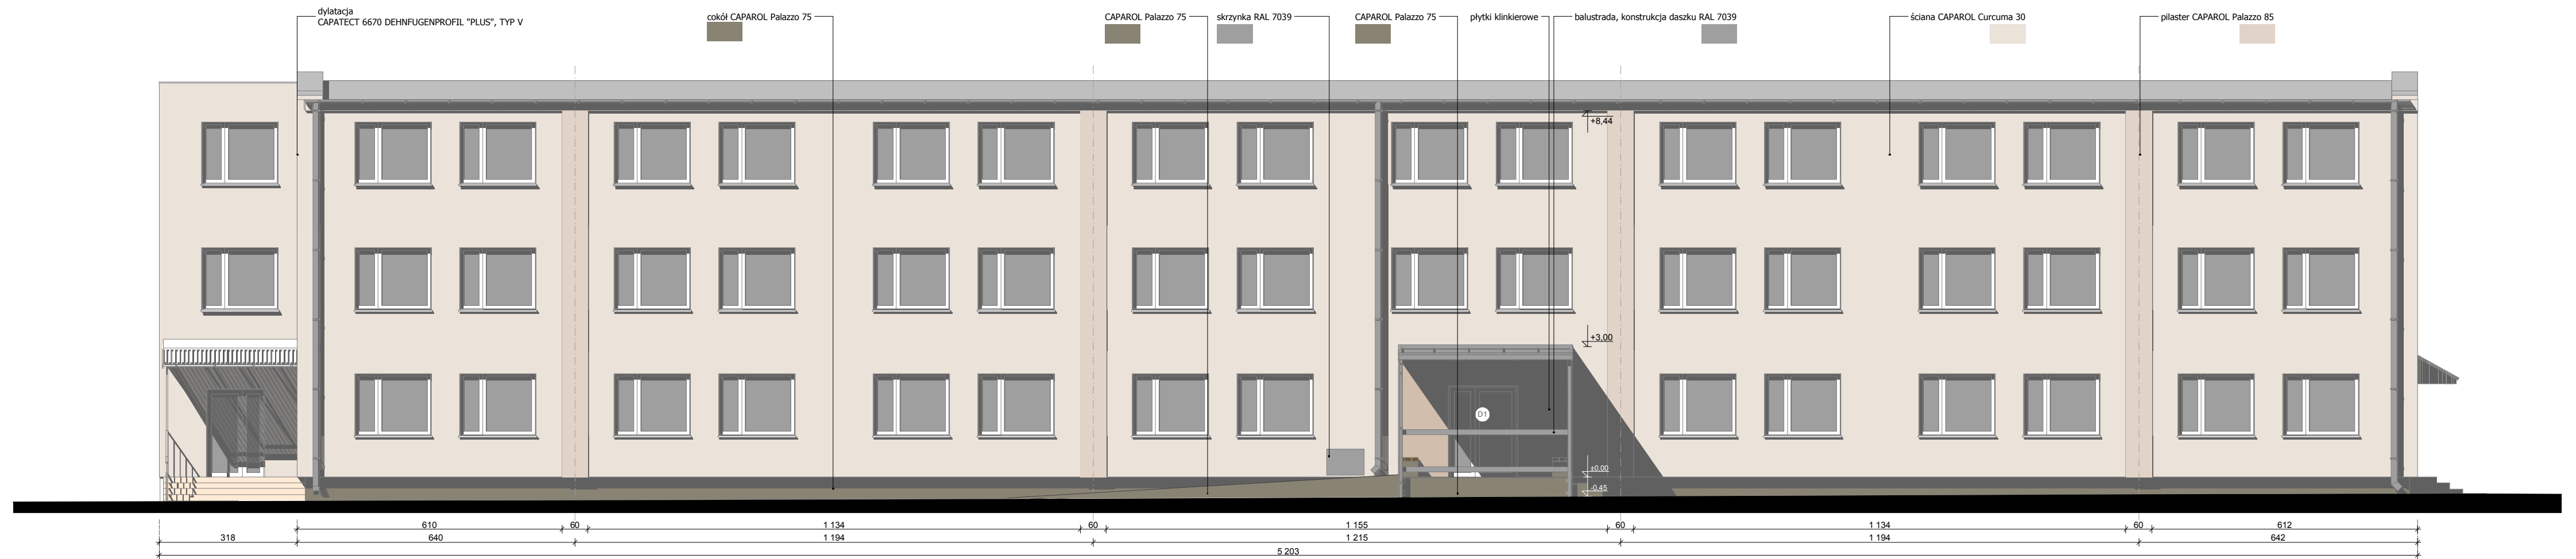 dylatacja
CAPATECT 6670 DEHNFUGENPROFIL "PLUS", TYP V
cokół CAPAROL Palazzo 75
CAPAROL Palazzo 75
skrzynka RAL 7039
CAPAROL Palazzo 75
płytki klinkierowe
balustrada, konstrukcja daszku RAL 7039
ściana CAPAROL Curcuma 30
pilaster CAPAROL Palazzo 85
+8,44
+3,00
D1
±0,00
-0,45
610
60
1 134
60
1 155
60
1 134
60
612
318
640
1 194
1 215
1 194
642
5 203